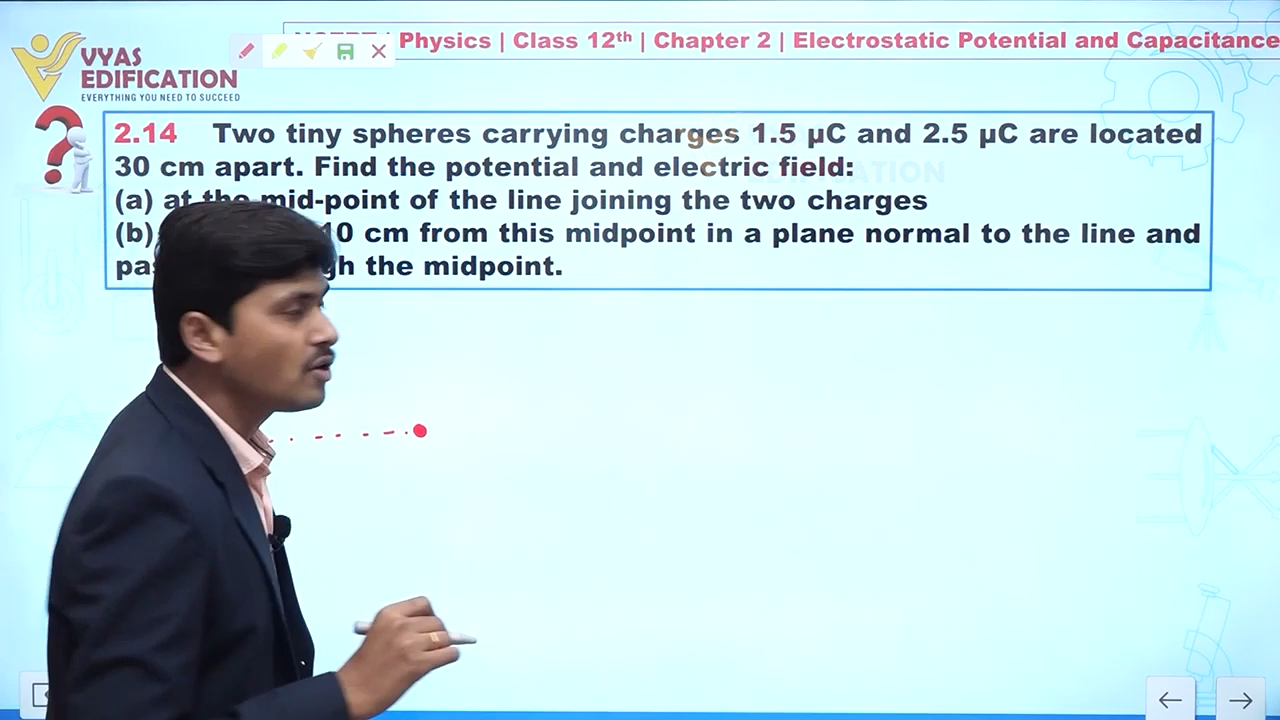 Physics | Class 12th | Chapter 2 | Electrostatic Potential and Capacitance
VYAS
EDIFICATION
EVERYTHING YOU NEED TO SUCCEED
2.14 Two tiny spheres carrying charges 1.5 µC and 2.5 µC are located
30 cm apart. Find the potential and electric field:
(a) at the mid-point of the line joining the two charges
(b) 10 cm from this midpoint in a plane normal to the line and
the midpoint.